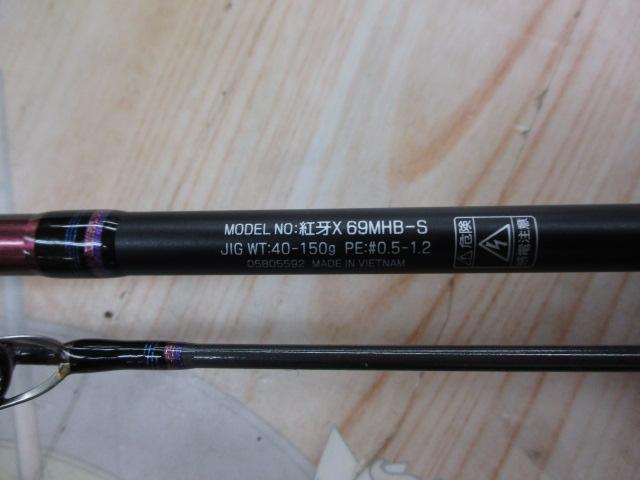 MODEL NO:紅牙X 69MHB-S
JIG WT:40-150g PE:#0.5-1.2
05805592 MADE IN VIETNAM
危険
感電注意